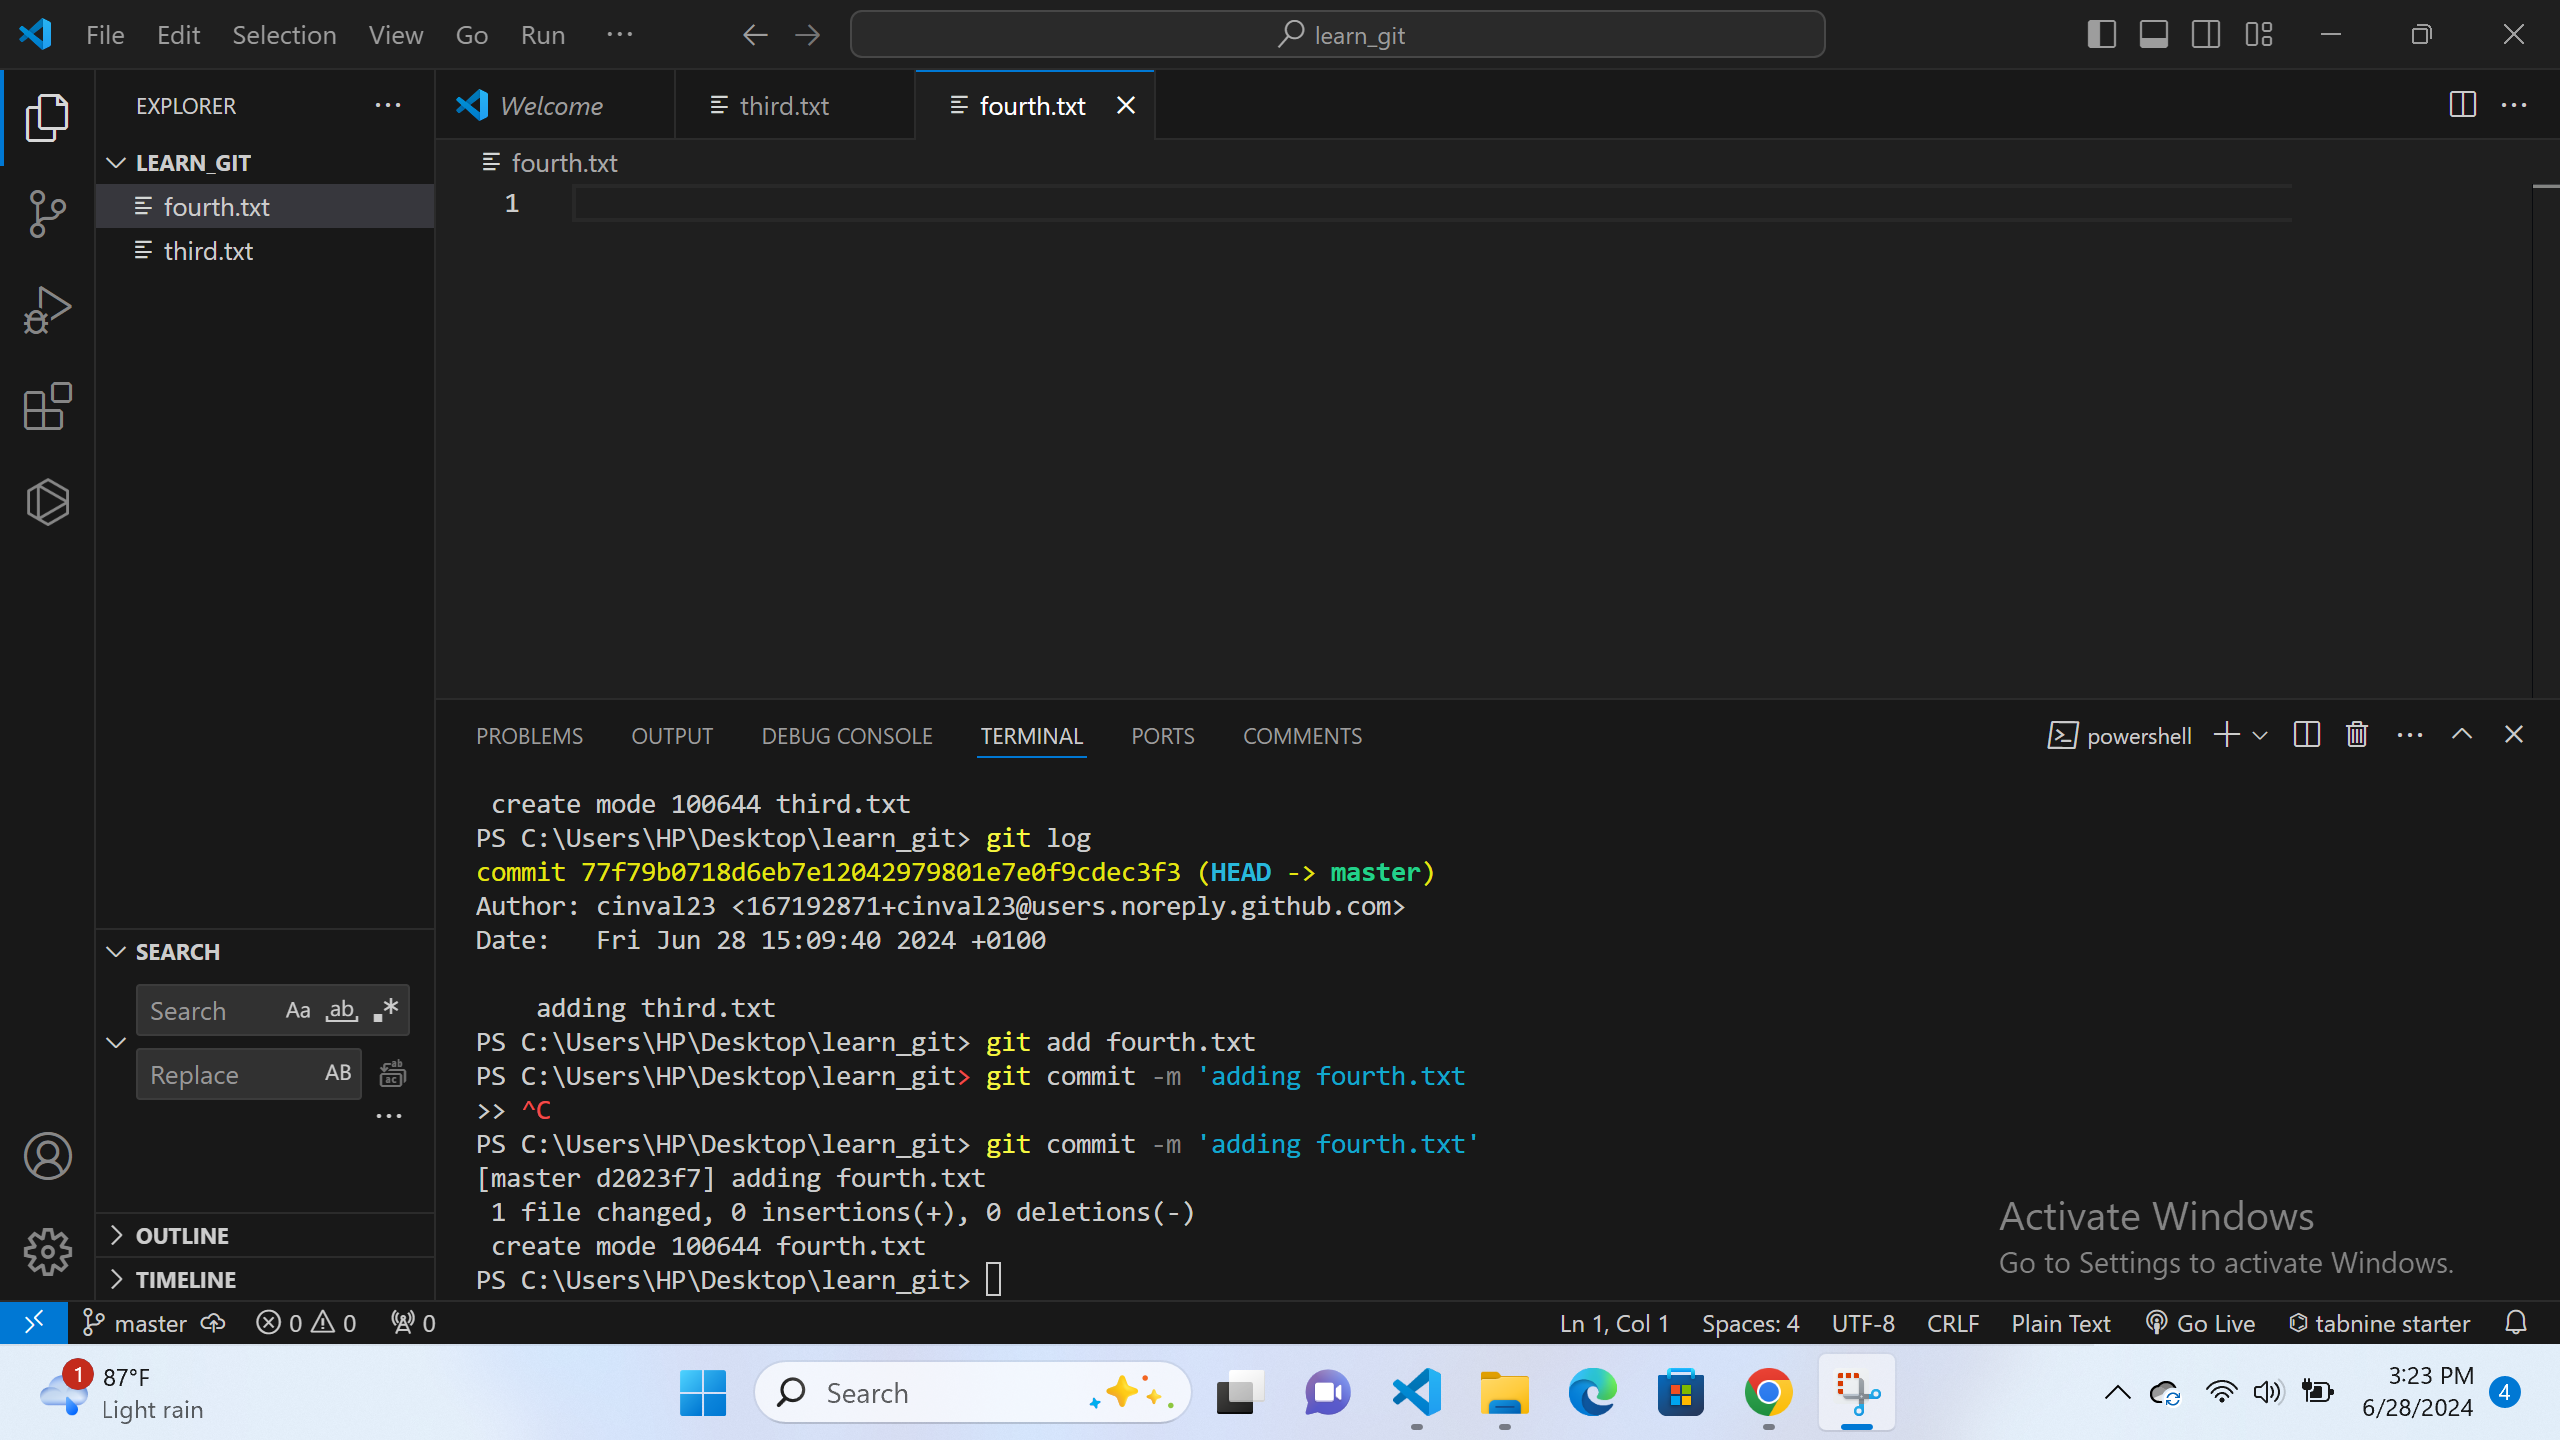 File Edit Selection View Go Run ··· learn_git
EXPLORER ···
Welcome third.txt fourth.txt
LEARN_GIT
fourth.txt
third.txt
fourth.txt
1
PROBLEMS OUTPUT DEBUG CONSOLE TERMINAL PORTS COMMENTS powershell
create mode 100644 third.txt
PS C:\Users\HP\Desktop\learn_git> git log
commit 77f79b0718d6eb7e12042979801e7e0f9cdec3f3 (HEAD -> master)
Author: cinval23 <167192871+cinval23@users.noreply.github.com>
Date:   Fri Jun 28 15:09:40 2024 +0100
adding third.txt
PS C:\Users\HP\Desktop\learn_git> git add fourth.txt
PS C:\Users\HP\Desktop\learn_git> git commit -m 'adding fourth.txt
>> ^C
PS C:\Users\HP\Desktop\learn_git> git commit -m 'adding fourth.txt'
[master d2023f7] adding fourth.txt
1 file changed, 0 insertions(+), 0 deletions(-)
create mode 100644 fourth.txt
PS C:\Users\HP\Desktop\learn_git>
SEARCH
Search Aa ab .*
Replace AB
···
OUTLINE
TIMELINE
Activate Windows
Go to Settings to activate Windows.
master 0 0 0 Ln 1, Col 1 Spaces: 4 UTF-8 CRLF Plain Text Go Live tabnine starter
1 87°F
Light rain
Search
3:23 PM
6/28/2024
4